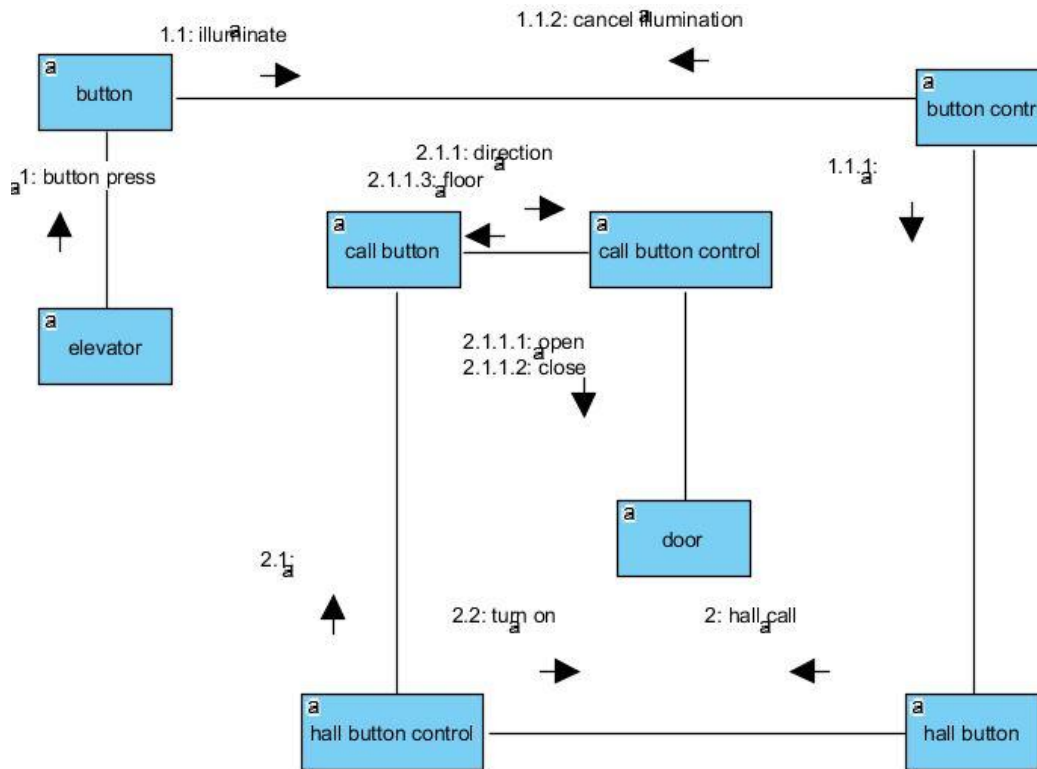 1.1: illuminate
1.1.2: cancel illumination
a
button
a
button contr
a 1: button press
2.1.1: direction
2.1.1.3: floor
1.1.1:
a
call button
a
call button control
a
elevator
2.1.1.1: open
2.1.1.2: close
a
door
2.1:
2.2: turn on
2: hall call
a
hall button control
a
hall button